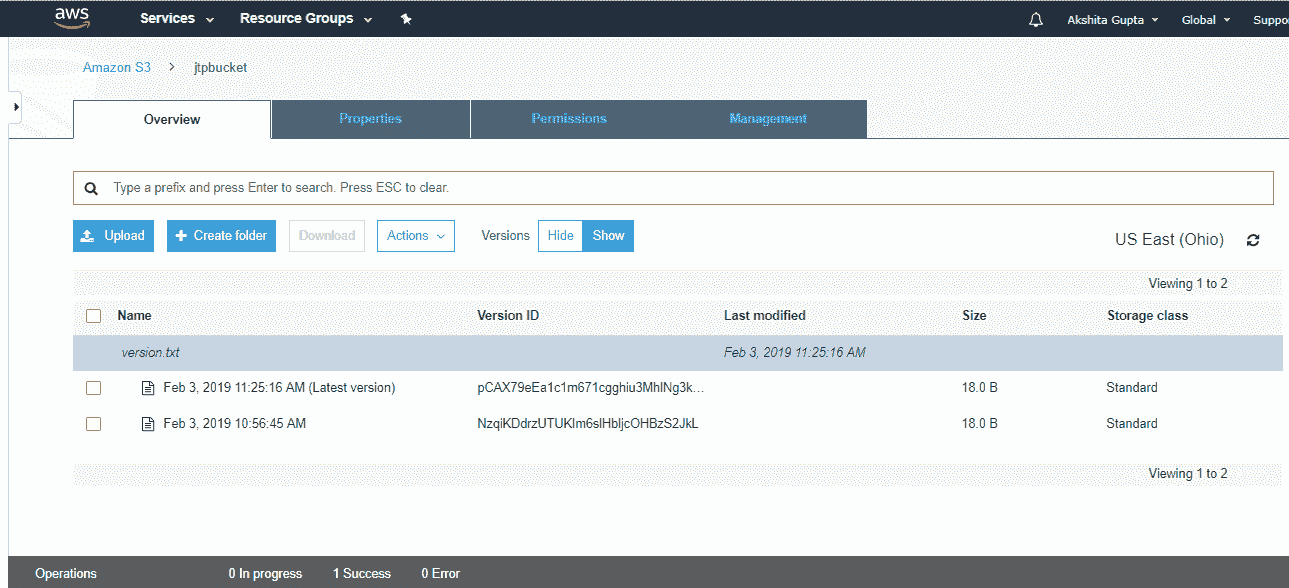 aws Services Resource Groups Akshita Gupta Global Suppo
Amazon S3 > jtpbucket
Overview Properties Permissions Management
Type a prefix and press Enter to search. Press ESC to clear.
Upload + Create folder Download Actions Versions Hide Show
US East (Ohio)
Viewing 1 to 2
Name Version ID Last modified Size Storage class
version.txt Feb 3, 2019 11:25:16 AM
Feb 3, 2019 11:25:16 AM (Latest version) pCAX79eEa1c1m671cgghiu3MhlNg3k... 18.0 B Standard
Feb 3, 2019 10:56:45 AM NzqiKDdrzUTUKIm6slHbljcOHBzS2JkL 18.0 B Standard
Viewing 1 to 2
Operations 0 In progress 1 Success 0 Error